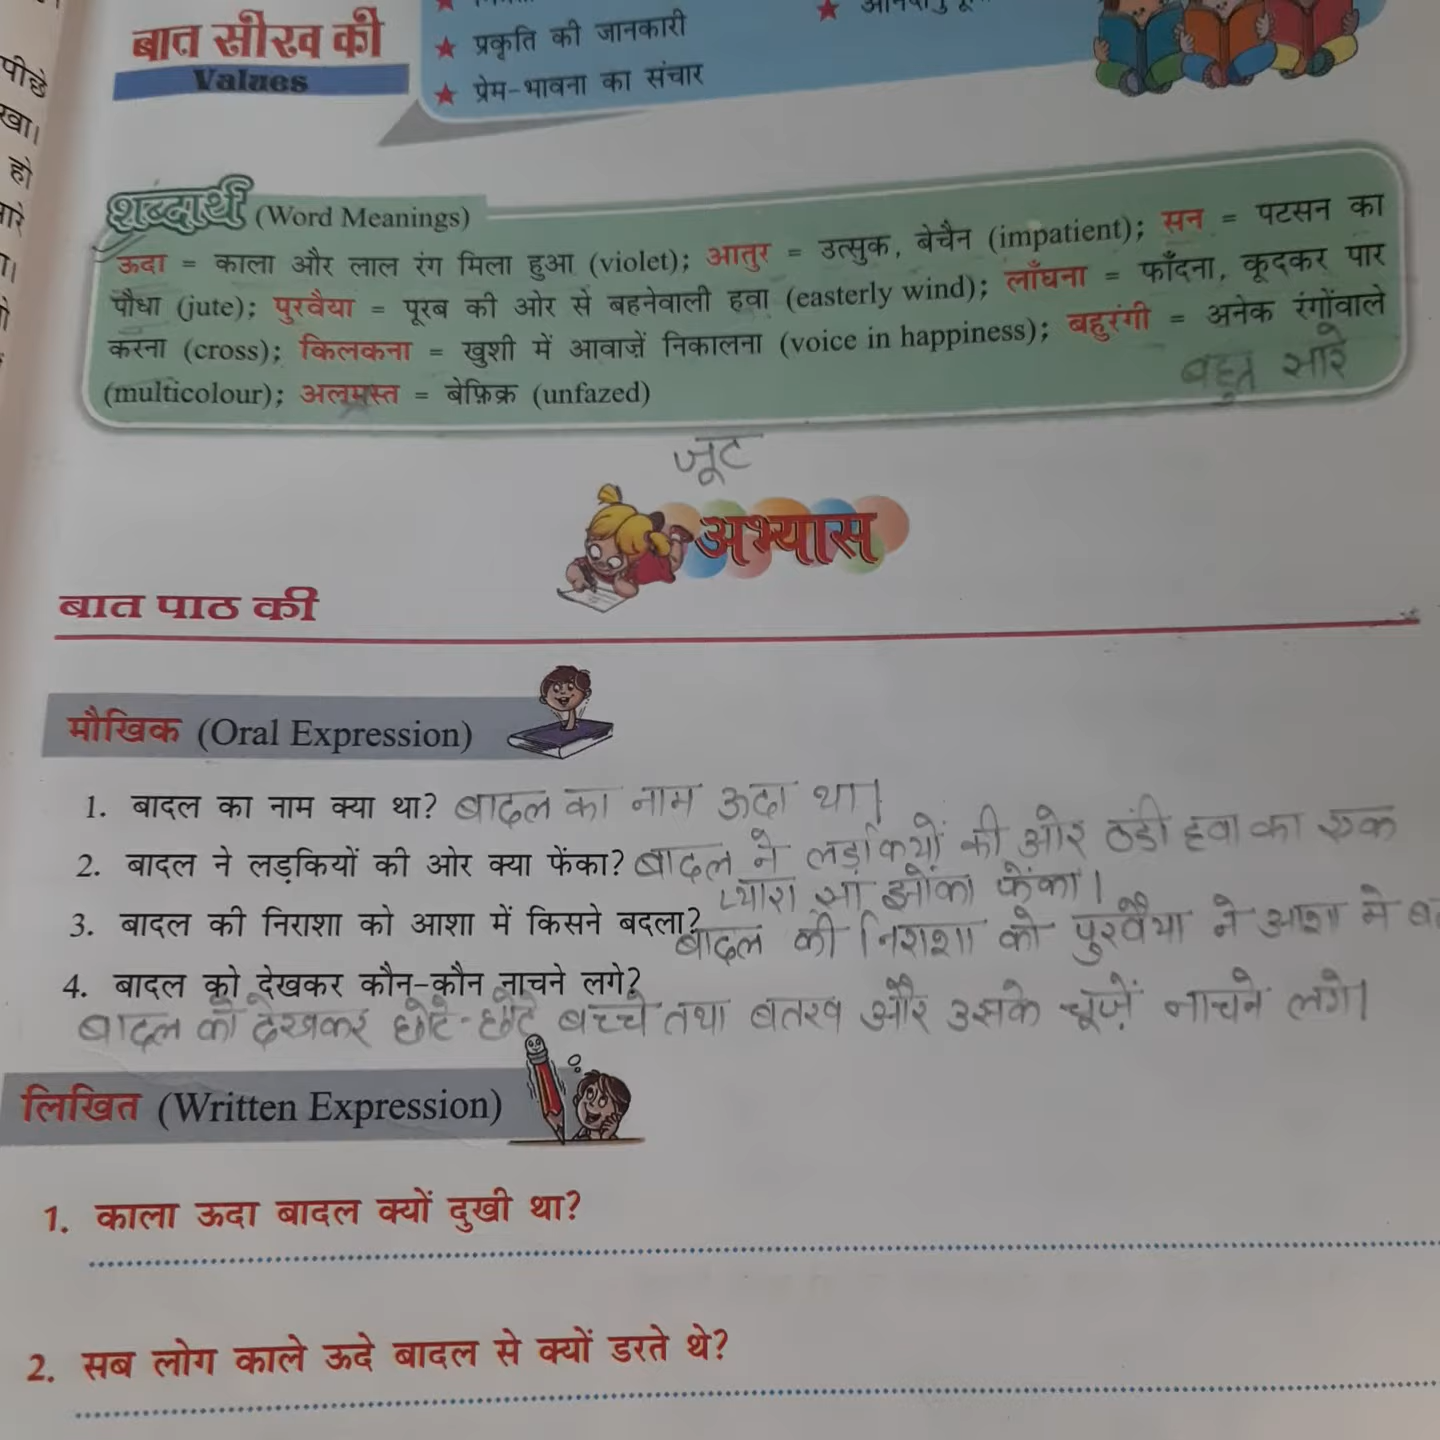 पीछे
खा।
हो
बात सीख की
Values
★ प्रकृति की जानकारी
★ प्रेम-भावना का संचार
शब्दार्थ (Word Meanings)
ऊदा = काला और लाल रंग मिला हुआ (violet); आतुर = उत्सुक, बेचैन (impatient); सन = पटसन का
पौधा (jute); पुरवैया = पूरब की ओर से बहनेवाली हवा (easterly wind); लाँघना = फाँदना, कूदकर पार
करना (cross); किलकना = खुशी में आवाज़ें निकालना (voice in happiness); बहुरंगी = अनेक रंगोंवाले
(multicolour); अलमस्त = बेफ़िक्र (unfazed)
बहुत सारे
जूट
अभ्यास
बात पाठ की
मौखिक (Oral Expression)
1. बादल का नाम क्या था? बादल का नाम ऊदा था।
2. बादल ने लड़कियों की ओर क्या फेंका? बादल ने लड़कियों की ओर ठंडी हवा का एक
प्यारा सा झोंका फेंका।
3. बादल की निराशा को आशा में किसने बदला? बादल की निराशा को पुरवैया ने आशा में
4. बादल को देखकर कौन-कौन नाचने लगे?
बादल को देखकर छोटे-छोटे बच्चे तथा बतख और उसके चूज़ें नाचने लगे।
लिखित (Written Expression)
1. काला ऊदा बादल क्यों दुखी था?
2. सब लोग काले ऊदे बादल से क्यों डरते थे?